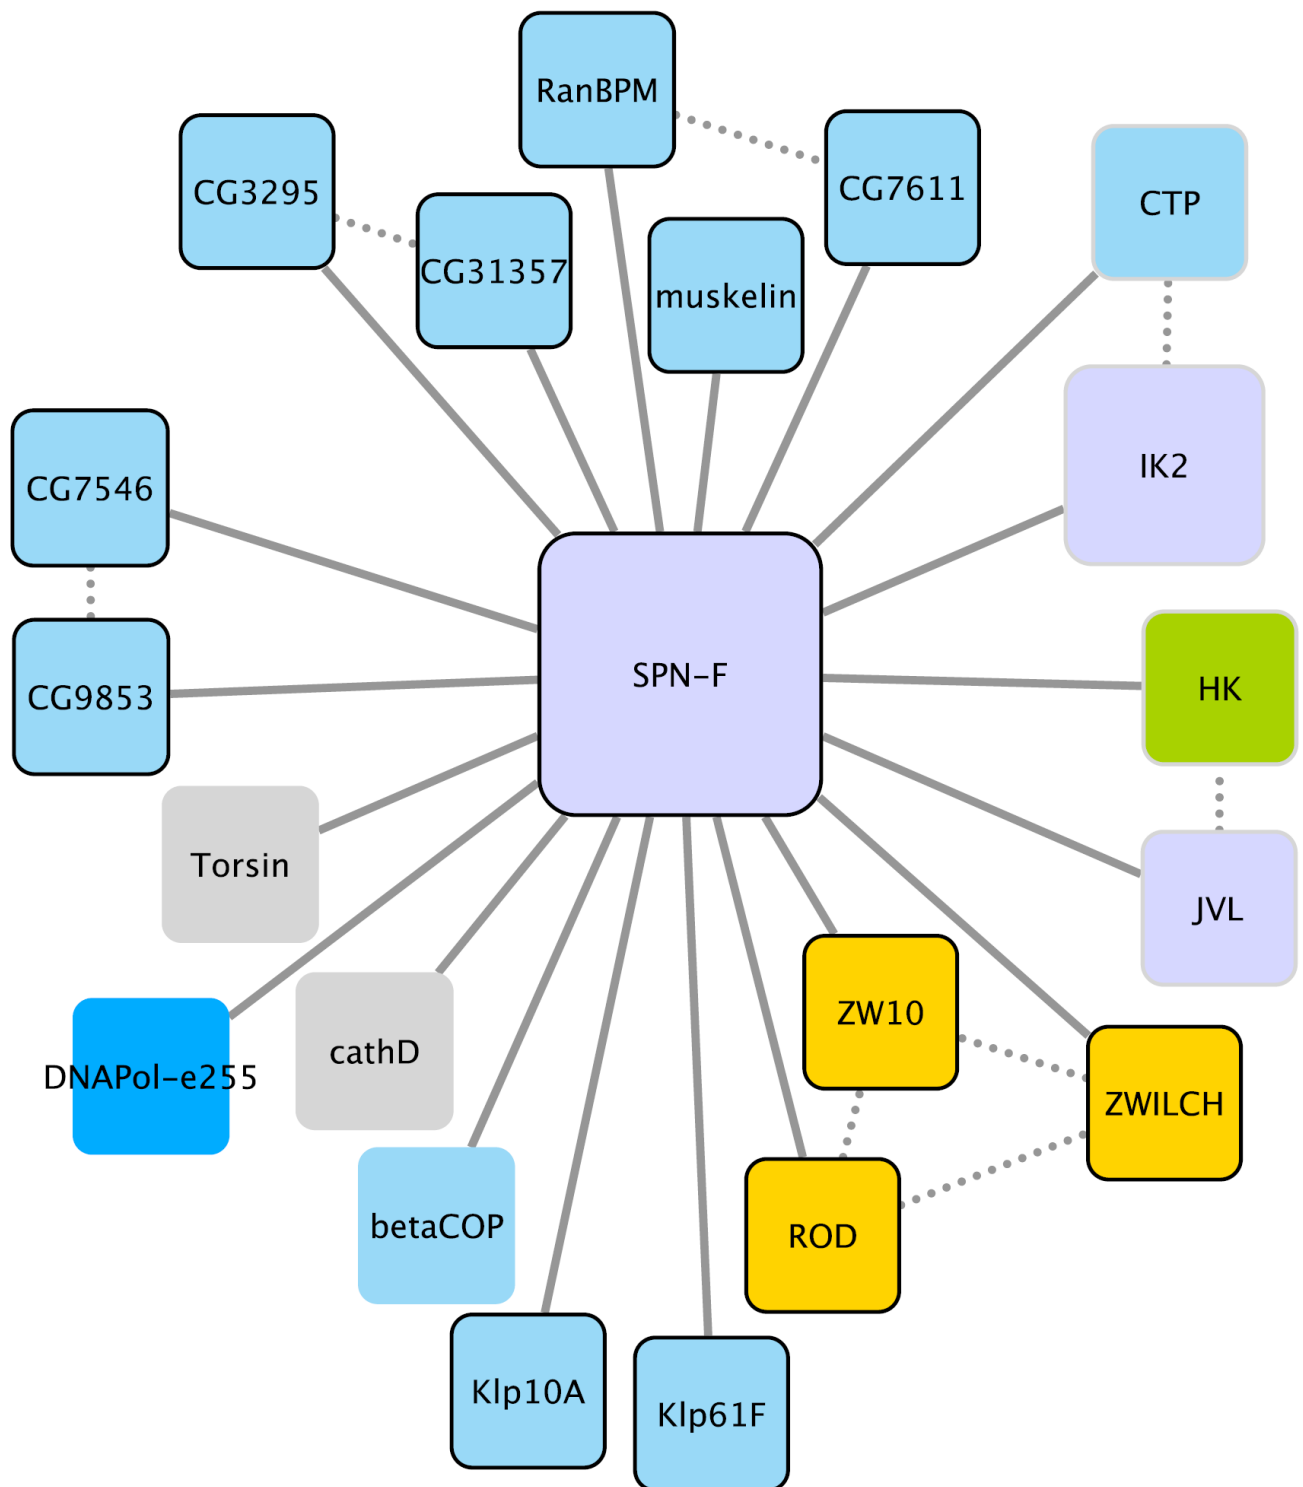 RanBPM
CG3295
CG7611
CTP
CG31357
muskelin
IK2
CG7546
SPN-F
HK
CG9853
Torsin
JVL
ZW10
cathD
DNAPol-e255
ZWILCH
betaCOP
ROD
Klp10A
Klp61F